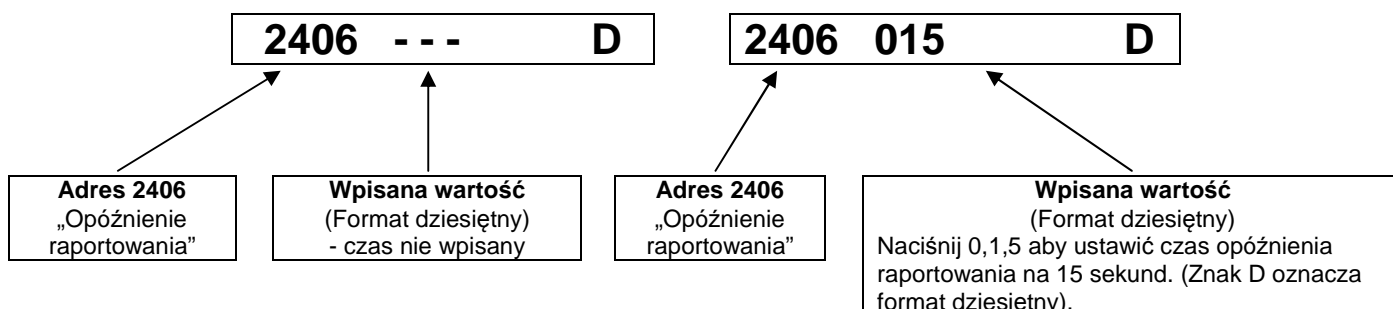 2406 - - - D
2406 015 D
Adres 2406
„Opóźnienie
raportowania”
Wpisana wartość
(Format dziesiętny)
- czas nie wpisany
Adres 2406
„Opóźnienie
raportowania”
Wpisana wartość
(Format dziesiętny)
Naciśnij 0,1,5 aby ustawić czas opóźnienia
raportowania na 15 sekund. (Znak D oznacza
format dziesiętny).